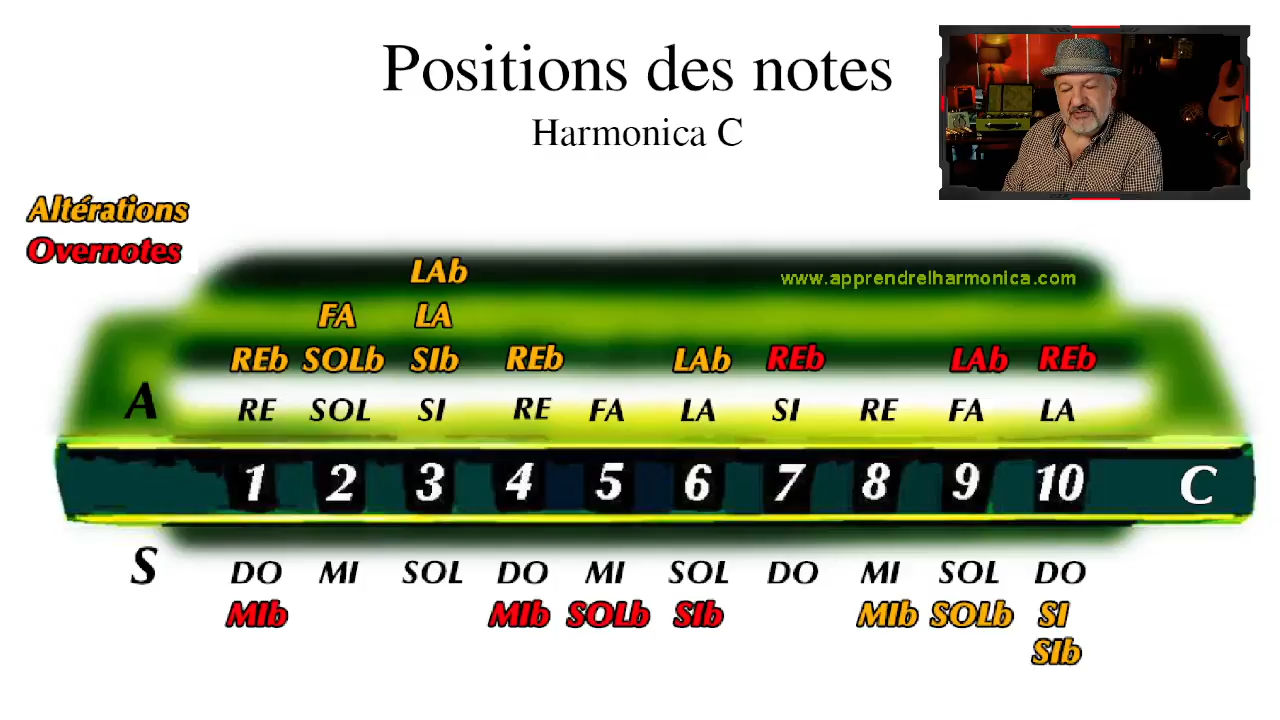 Positions des notes
Harmonica C
Altérations
Overnotes
LAb
www.apprendrelharmonica.com
FA LA
REb SOLb SIb REb LAb REb LAb REb
A RE SOL SI RE FA LA SI RE FA LA
1 2 3 4 5 6 7 8 9 10 C
S DO MI SOL DO MI SOL DO MI SOL DO
MIb MIb SOLb SIb MIb SOLb SI
SIb